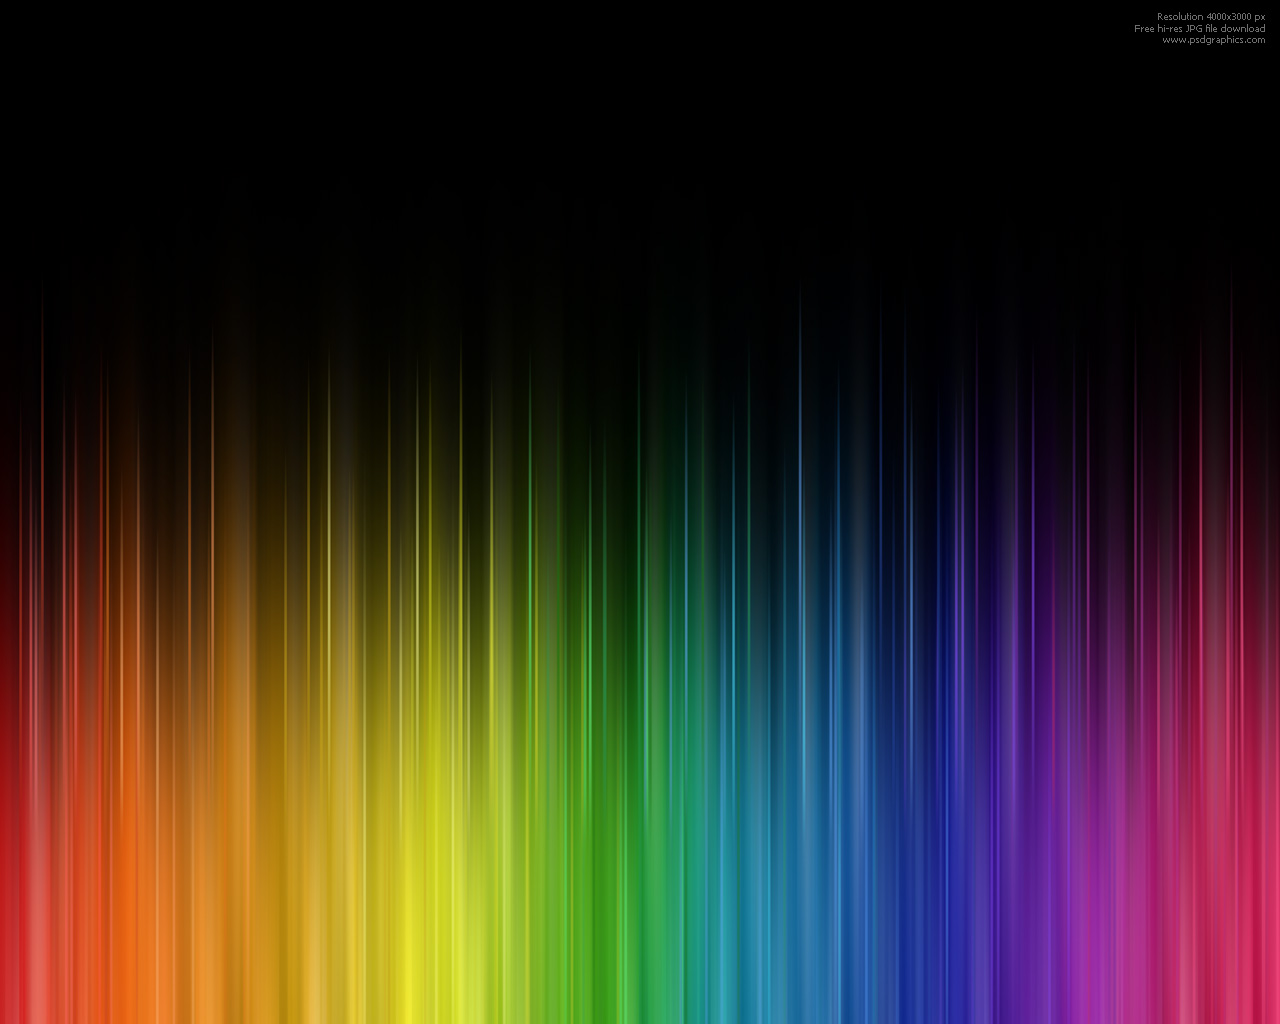 Resolution 4000x3000 px
Free hi-res JPG file download
www.psdgraphics.com